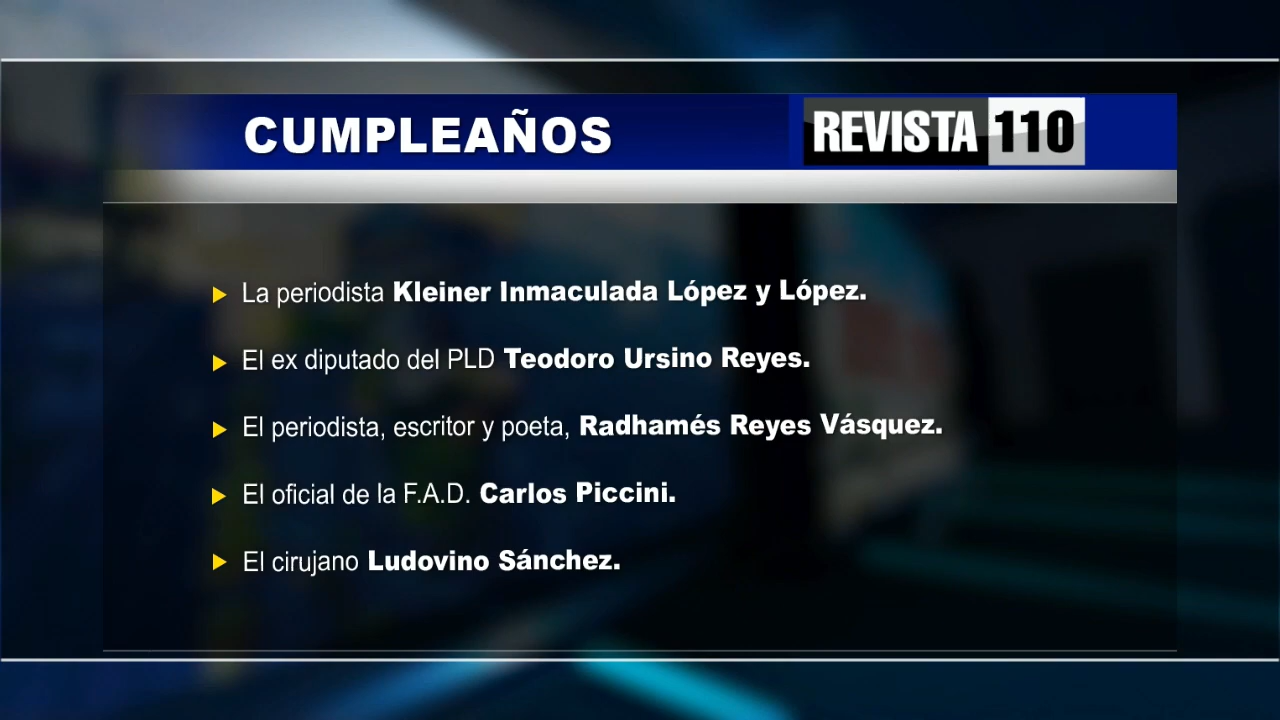 CUMPLEAÑOS
REVISTA 110
La periodista Kleiner Inmaculada López y López.
El ex diputado del PLD Teodoro Ursino Reyes.
El periodista, escritor y poeta, Radhamés Reyes Vásquez.
El oficial de la F.A.D. Carlos Piccini.
El cirujano Ludovino Sánchez.